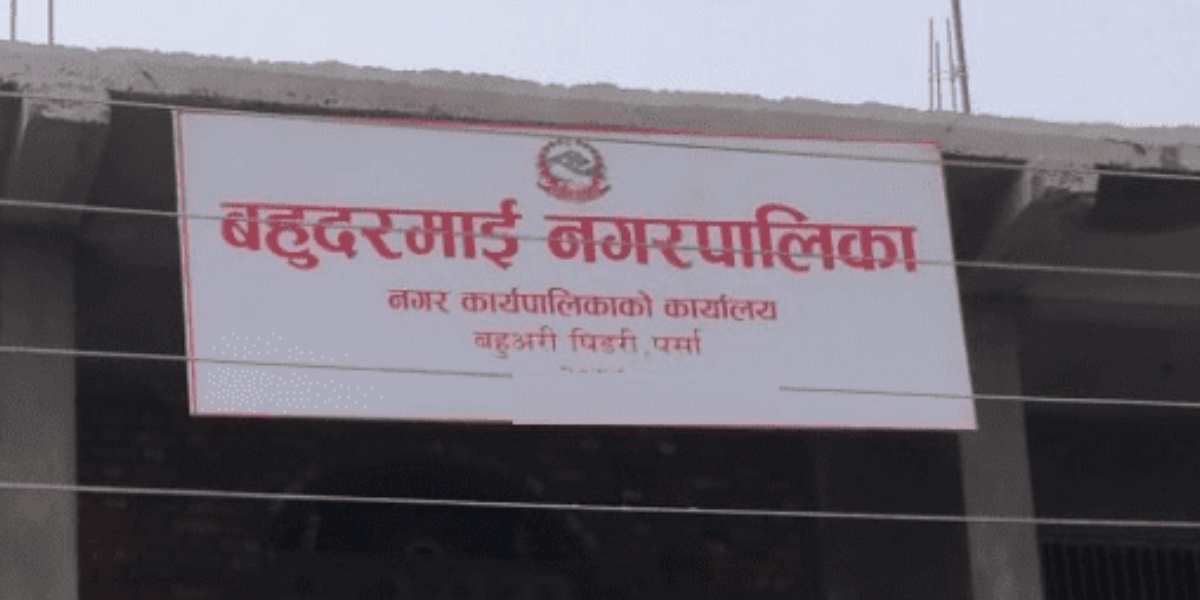 बहुदरमाई नगरपालिका
नगर कार्यपालिकाको कार्यालय
बहुअरी पिडरी, पर्सा